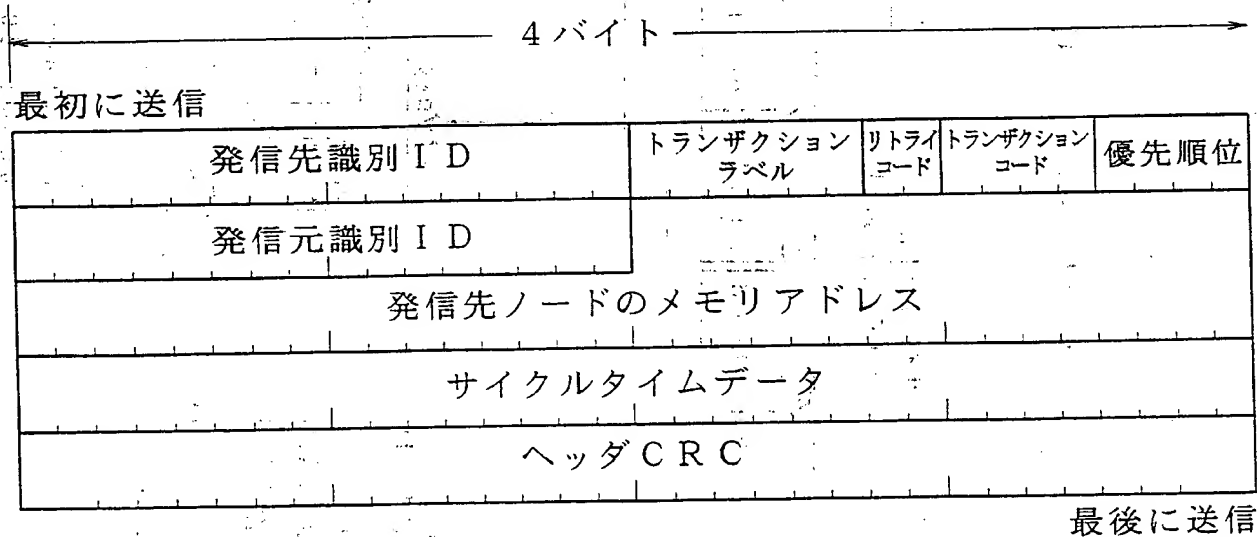 4バイト
最初に送信
発信先識別ID
トランザクション
ラベル
リトライ
コード
トランザクション
コード
優先順位
発信元識別ID
発信先ノードのメモリアドレス
サイクルタイムデータ
ヘッダCRC
最後に送信